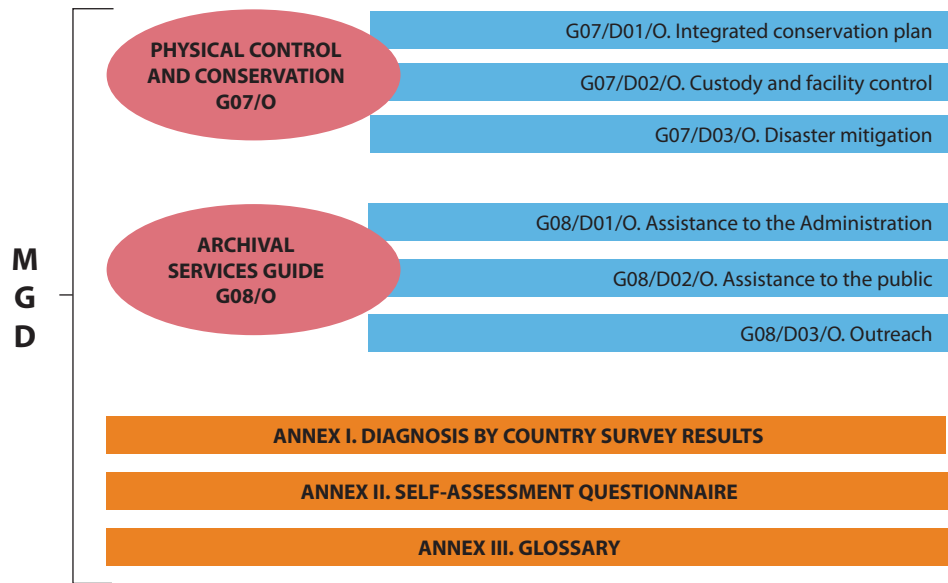 M
G
D
PHYSICAL CONTROL
AND CONSERVATION
G07/O
G07/D01/O. Integrated conservation plan
G07/D02/O. Custody and facility control
G07/D03/O. Disaster mitigation
ARCHIVAL
SERVICES GUIDE
G08/O
G08/D01/O. Assistance to the Administration
G08/D02/O. Assistance to the public
G08/D03/O. Outreach
ANNEX I. DIAGNOSIS BY COUNTRY SURVEY RESULTS
ANNEX II. SELF-ASSESSMENT QUESTIONNAIRE
ANNEX III. GLOSSARY